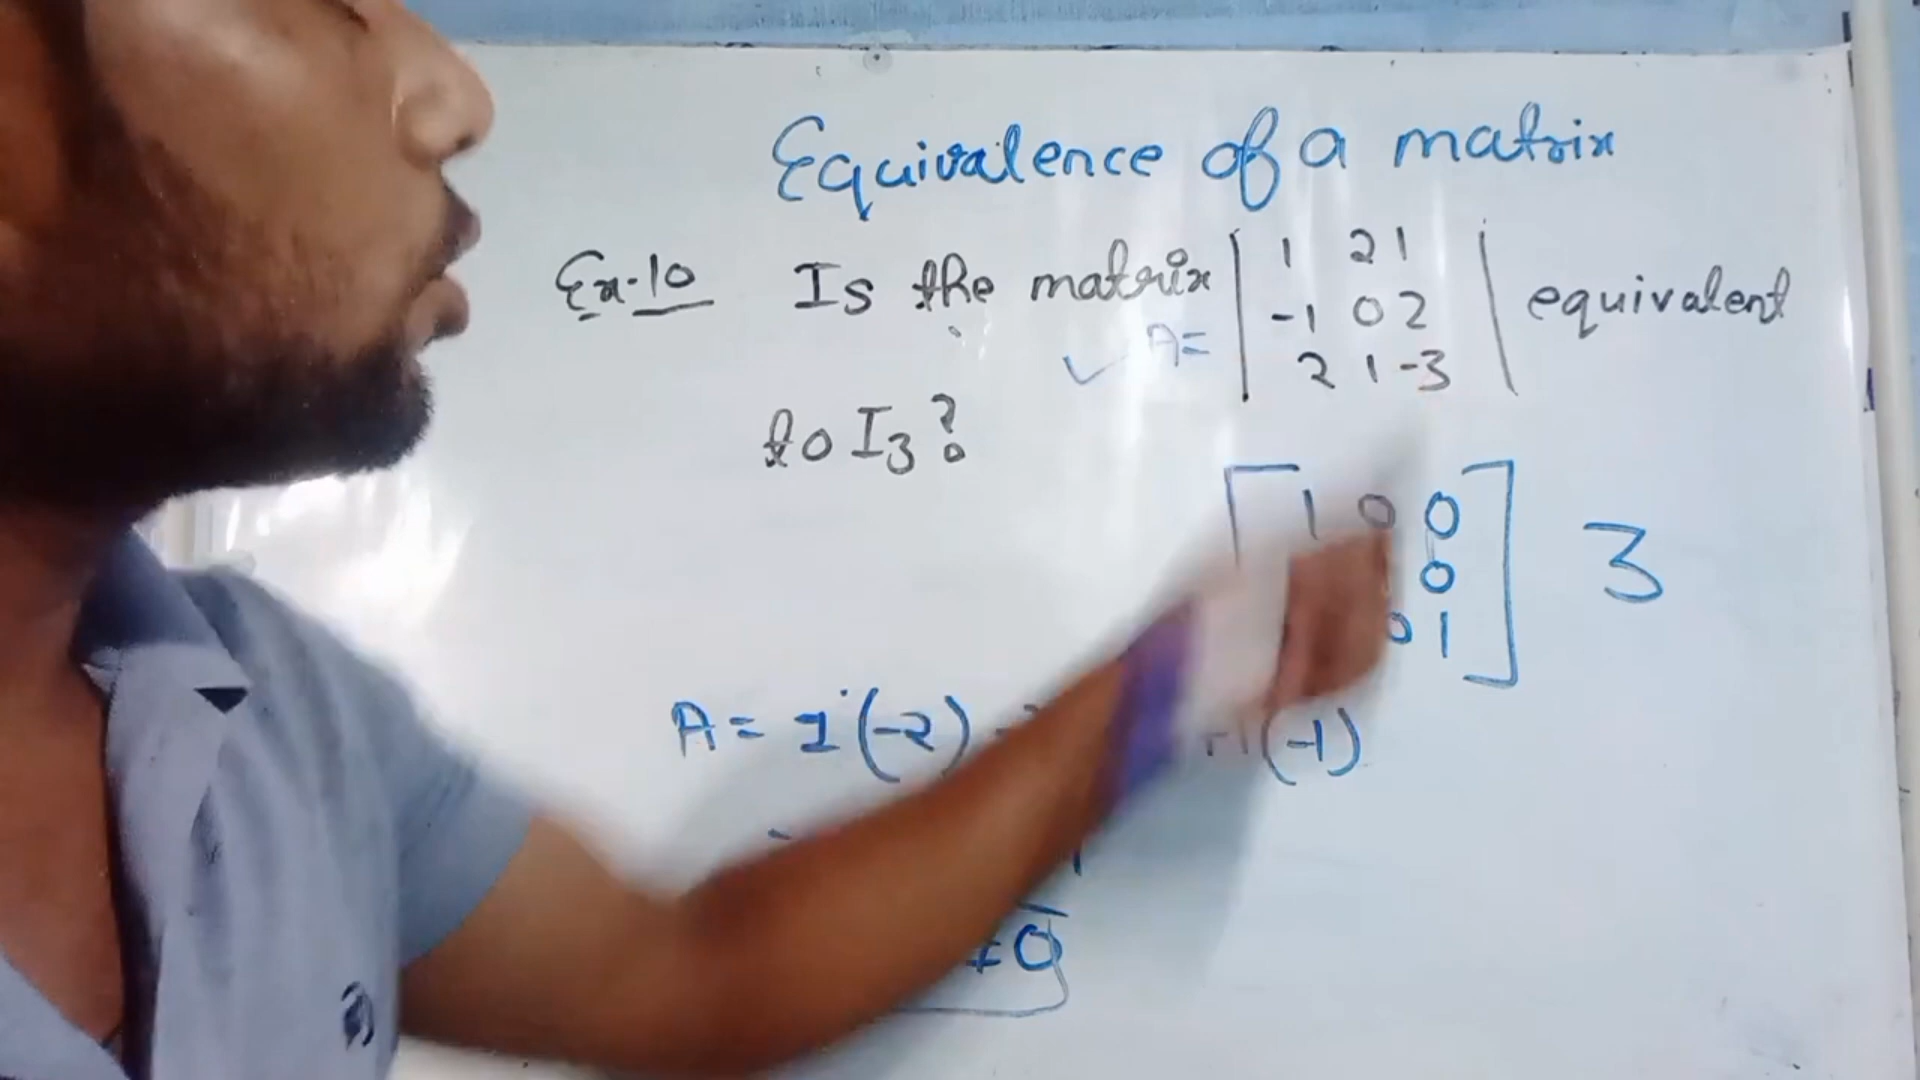 Equivalence of a matrix
Ex-10 Is the matrix | 1 2 1 | equivalent
-1 0 2
A=
2 1 -3
to I3?
1 0 0
0
3
0 1
A = 1(-2) +1(-1)
≠0